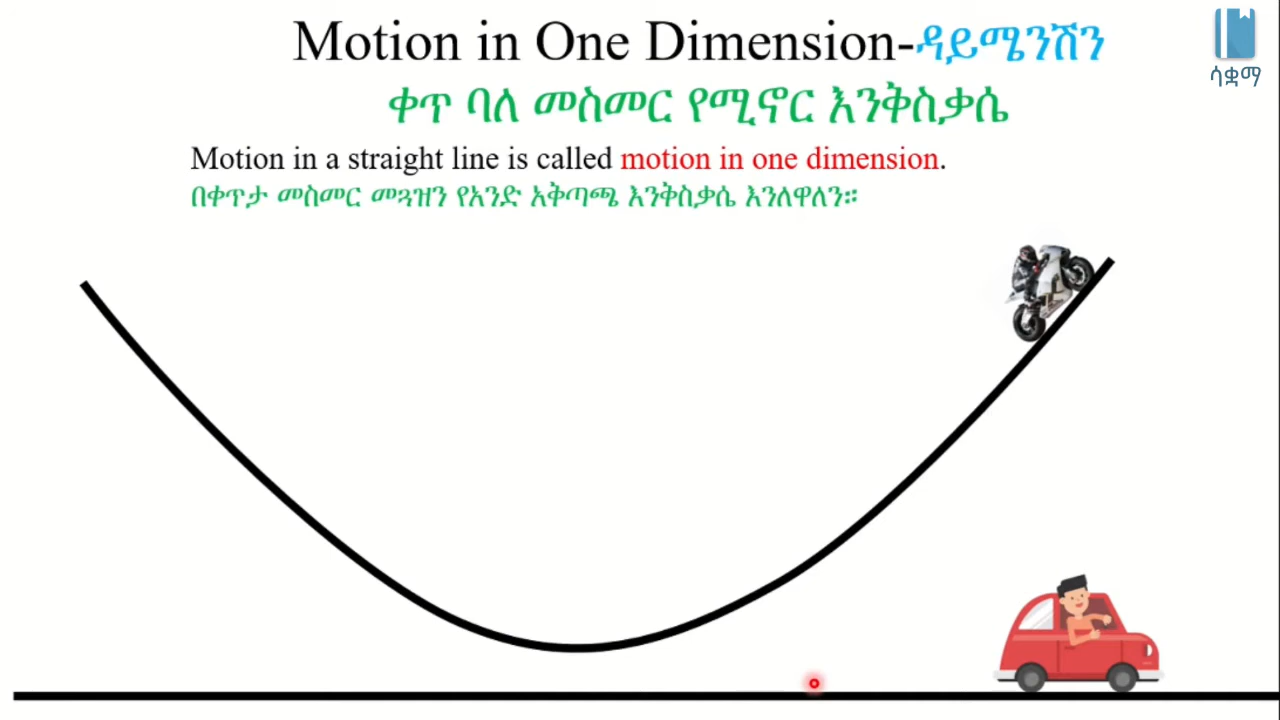 Motion in One Dimension-ዳይሜንሽን
ሳቋማ
ቀጥ ባለ መስመር የሚኖር እንቅስቃሴ
Motion in a straight line is called motion in one dimension.
በቀጥታ መስመር መጓዝን የአንድ አቅጣጫ እንቅስቃሴ እንለዋለን።